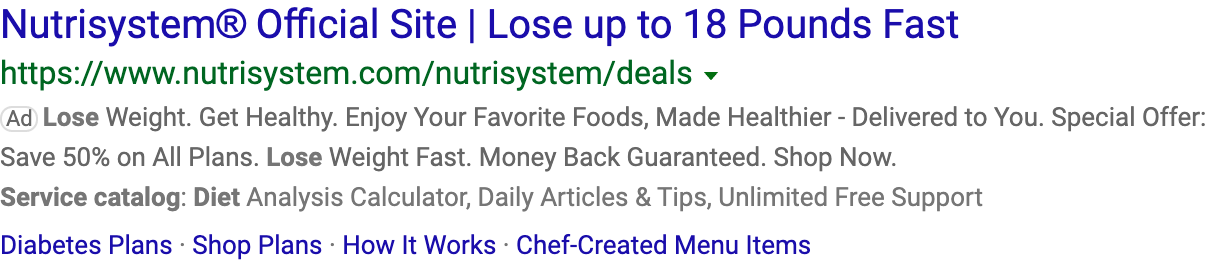 Nutrisystem® Official Site | Lose up to 18 Pounds Fast
https://www.nutrisystem.com/nutrisystem/deals
Ad Lose Weight. Get Healthy. Enjoy Your Favorite Foods, Made Healthier - Delivered to You. Special Offer:
Save 50% on All Plans. Lose Weight Fast. Money Back Guaranteed. Shop Now.
Service catalog: Diet Analysis Calculator, Daily Articles & Tips, Unlimited Free Support
Diabetes Plans · Shop Plans · How It Works · Chef-Created Menu Items